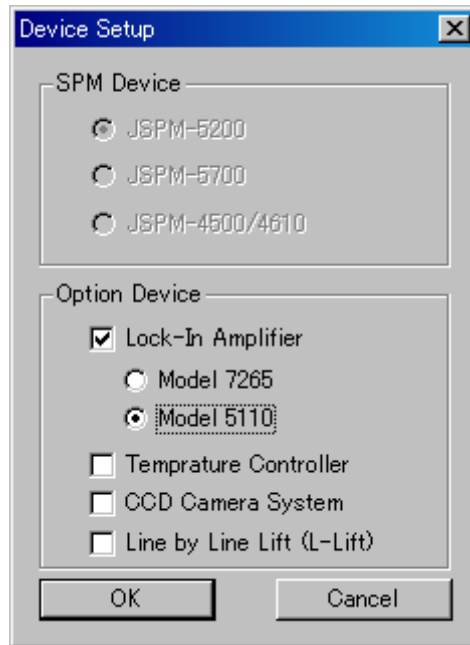 Device Setup
SPM Device
JSPM-5200
JSPM-5700
JSPM-4500/4610
Option Device
Lock-In Amplifier
Model 7265
Model 5110
Temprature Controller
CCD Camera System
Line by Line Lift (L-Lift)
OK Cancel